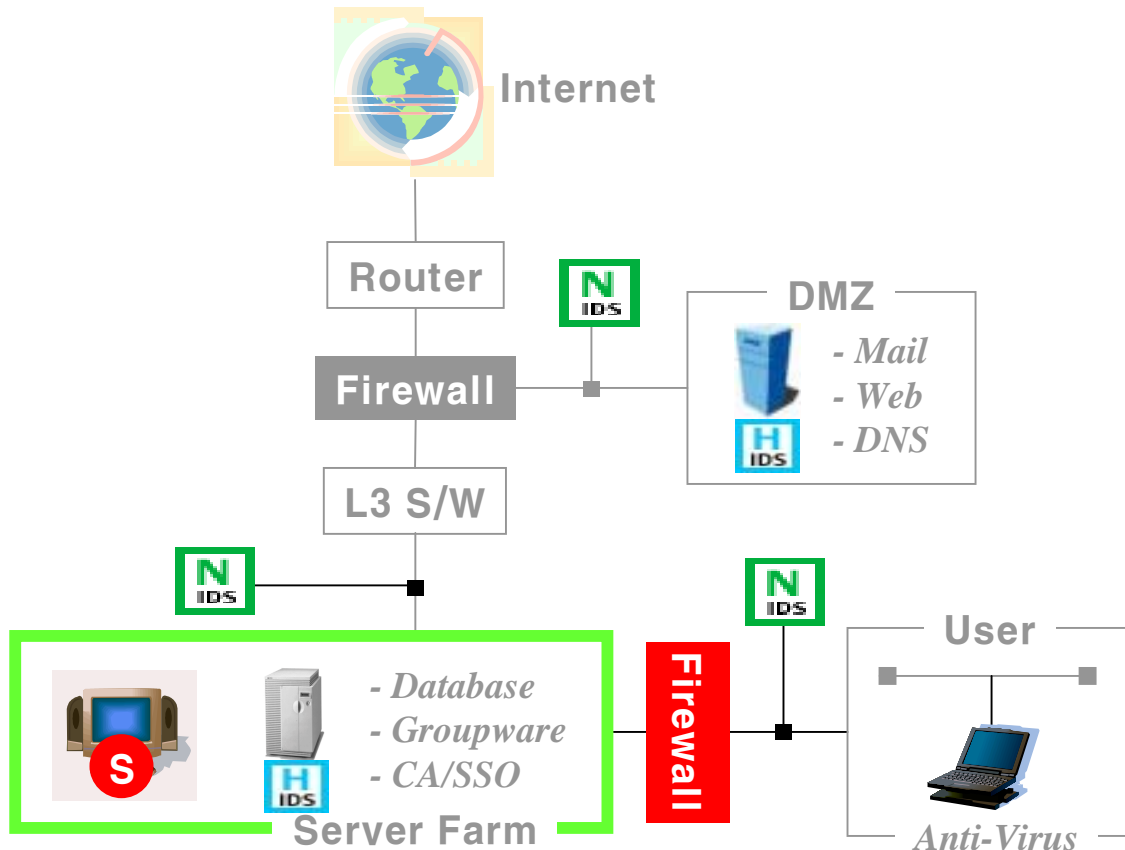 Internet
Router
N
IDS
DMZ
- Mail
- Web
- DNS
H
IDS
Firewall
L3 S/W
N
IDS
N
IDS
User
S
- Database
- Groupware
- CA/SSO
H
IDS
Server Farm
Firewall
Anti-Virus